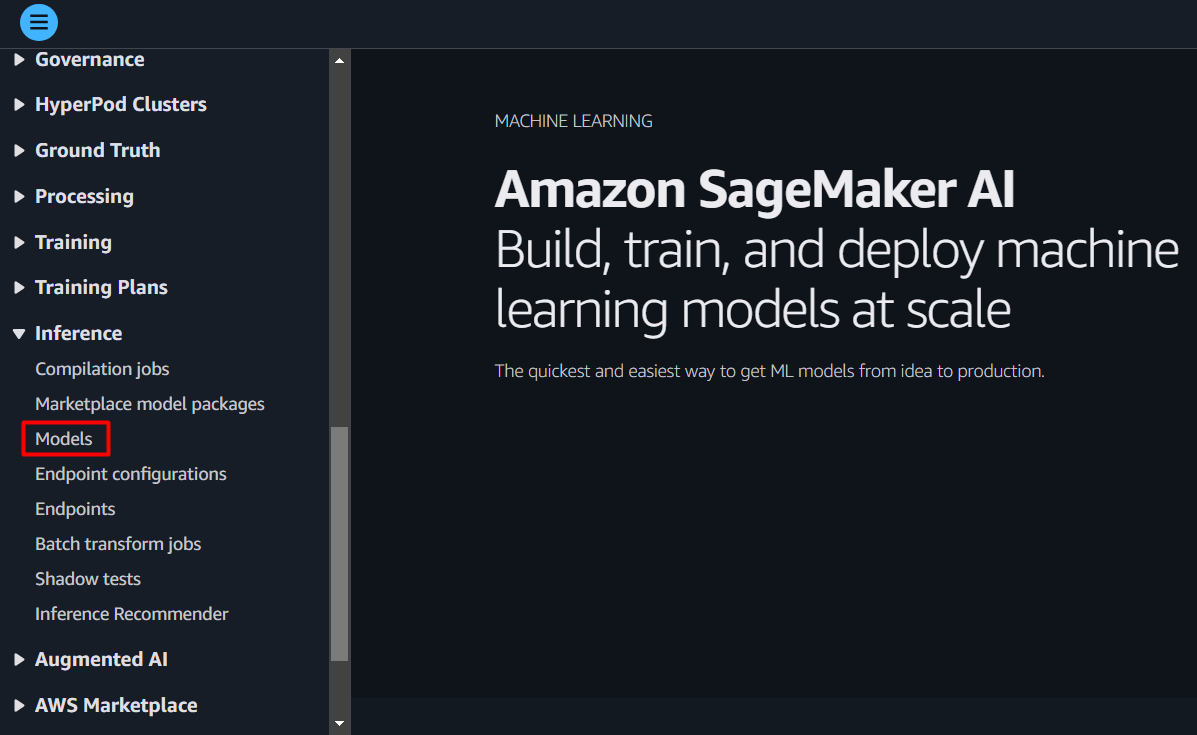 Governance
HyperPod Clusters
Ground Truth
Processing
Training
Training Plans
Inference
Compilation jobs
Marketplace model packages
Models
Endpoint configurations
Endpoints
Batch transform jobs
Shadow tests
Inference Recommender
Augmented AI
AWS Marketplace
MACHINE LEARNING
Amazon SageMaker AI
Build, train, and deploy machine
learning models at scale
The quickest and easiest way to get ML models from idea to production.